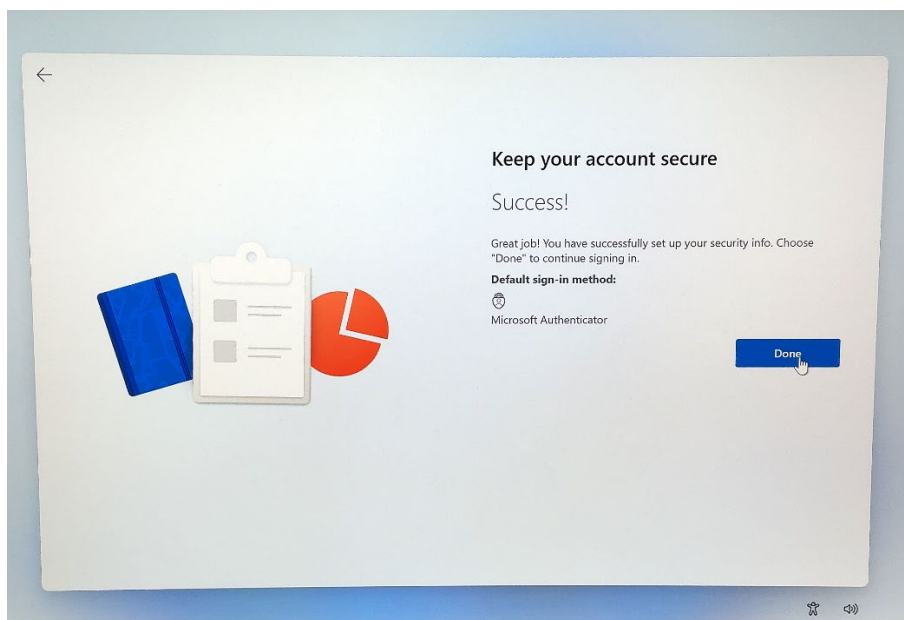 Keep your account secure
Success!
Great job! You have successfully set up your security info. Choose
"Done" to continue signing in.
Default sign-in method:
Microsoft Authenticator
Done